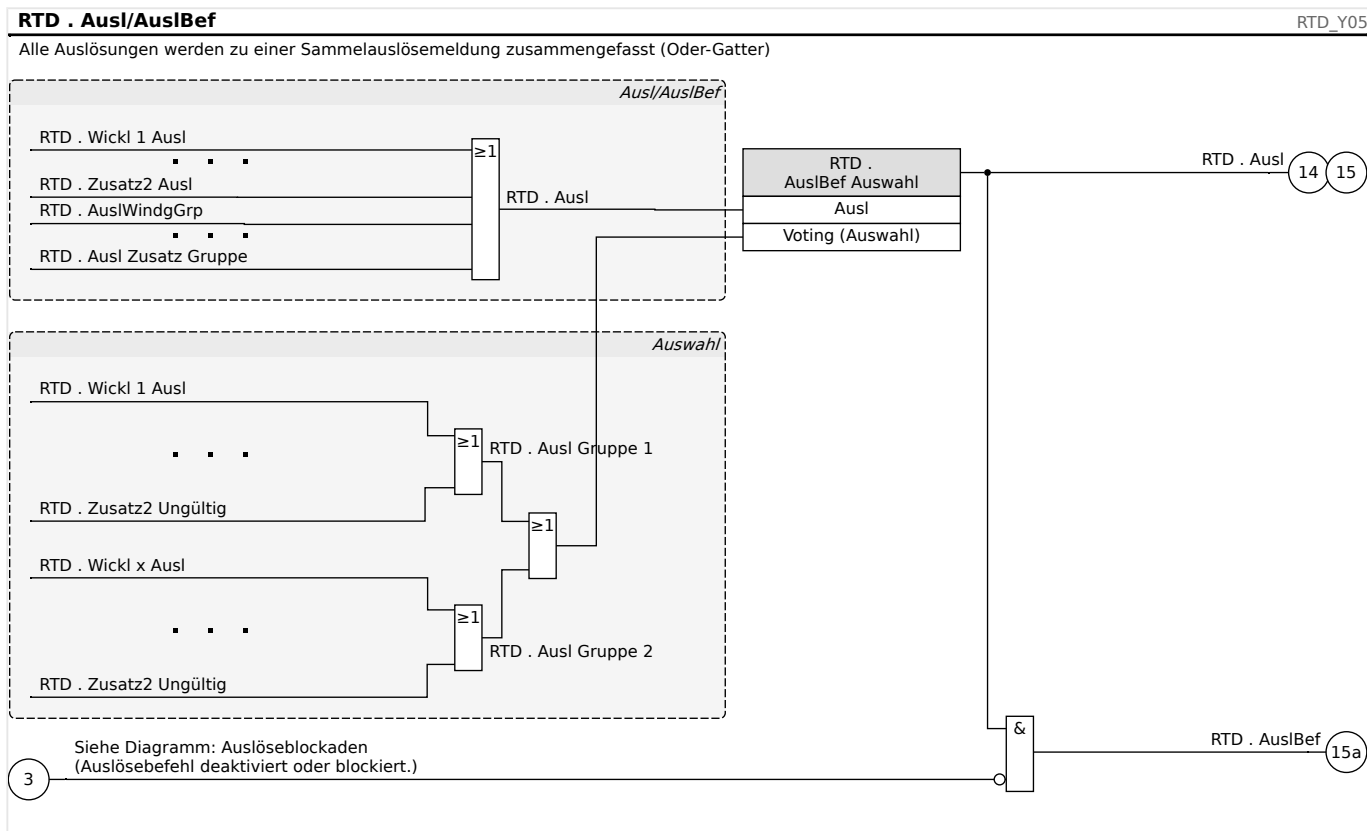 RTD . Ausl/AuslBef
RTD_Y05
Alle Auslösungen werden zu einer Sammelauslösemeldung zusammengefasst (Oder-Gatter)
Ausl/AuslBef
RTD . Wickl 1 Ausl
RTD . Zusatz2 Ausl
RTD . AuslWindgGrp
RTD . Ausl Zusatz Gruppe
≥1
RTD . Ausl
RTD .
AuslBef Auswahl
Ausl
Voting (Auswahl)
RTD . Ausl
14
15
Auswahl
RTD . Wickl 1 Ausl
≥1
RTD . Ausl Gruppe 1
RTD . Zusatz2 Ungültig
≥1
RTD . Wickl x Ausl
≥1
RTD . Ausl Gruppe 2
RTD . Zusatz2 Ungültig
&
RTD . AuslBef
15a
Siehe Diagramm: Auslöseblockaden
(Auslösebefehl deaktiviert oder blockiert.)
3